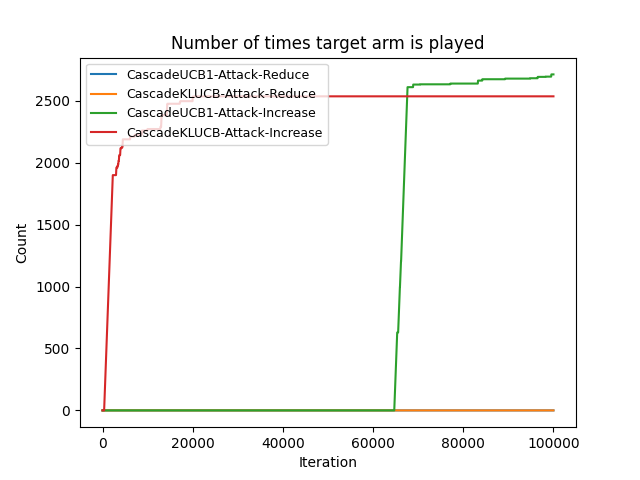 Number of times target arm is played
CascadeUCB1-Attack-Reduce
CascadeKLUCB-Attack-Reduce
CascadeUCB1-Attack-Increase
CascadeKLUCB-Attack-Increase
2500
2000
1500
1000
500
0
Count
0 20000 40000 60000 80000 100000
Iteration